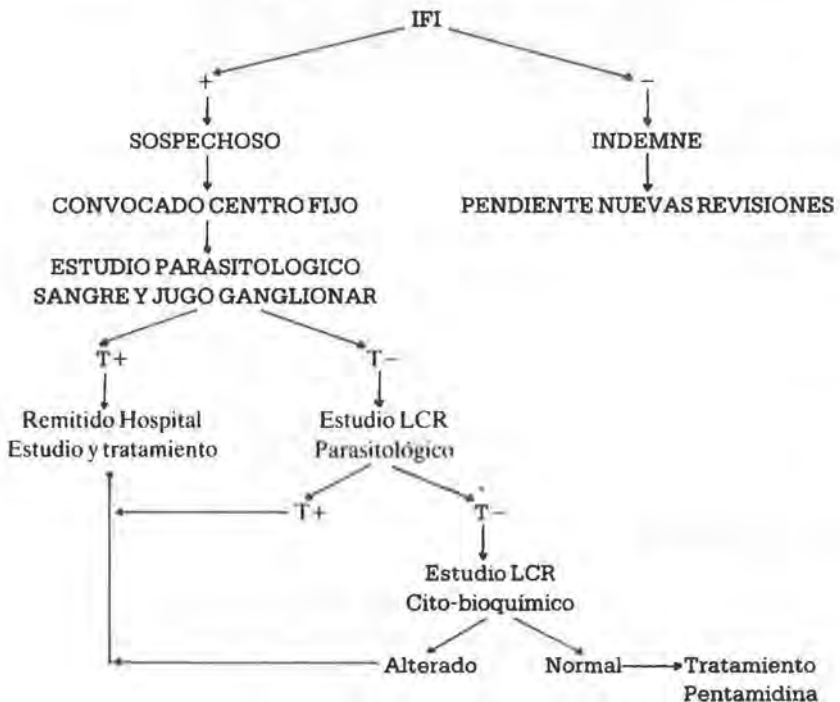 IFI
+ −
SOSPECHOSO INDEMNE
CONVOCADO CENTRO FIJO PENDIENTE NUEVAS REVISIONES
ESTUDIO PARASITOLOGICO
SANGRE Y JUGO GANGLIONAR
T+ T−
Remitido Hospital Estudio LCR
Estudio y tratamiento Parasitológico
T+ T−
Estudio LCR
Cito-bioquímico
Alterado Normal Tratamiento
Pentamidina